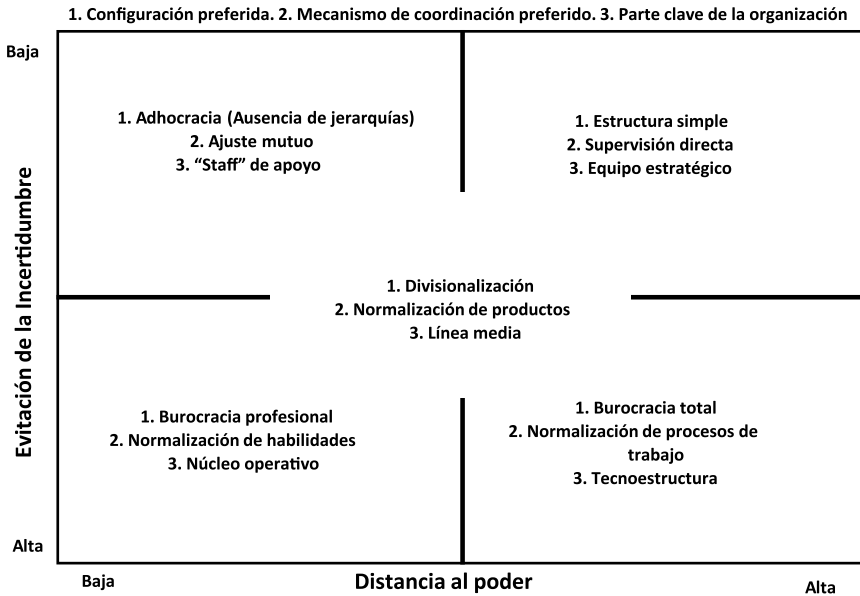 1. Configuración preferida. 2. Mecanismo de coordinación preferido. 3. Parte clave de la organización
Baja
1. Adhocracia (Ausencia de jerarquías)
2. Ajuste mutuo
3. “Staff” de apoyo
1. Estructura simple
2. Supervisión directa
3. Equipo estratégico
Evitación de la Incertidumbre
1. Divisionalización
2. Normalización de productos
3. Línea media
1. Burocracia profesional
2. Normalización de habilidades
3. Núcleo operativo
1. Burocracia total
2. Normalización de procesos de
trabajo
3. Tecnoestructura
Alta
Baja
Distancia al poder
Alta